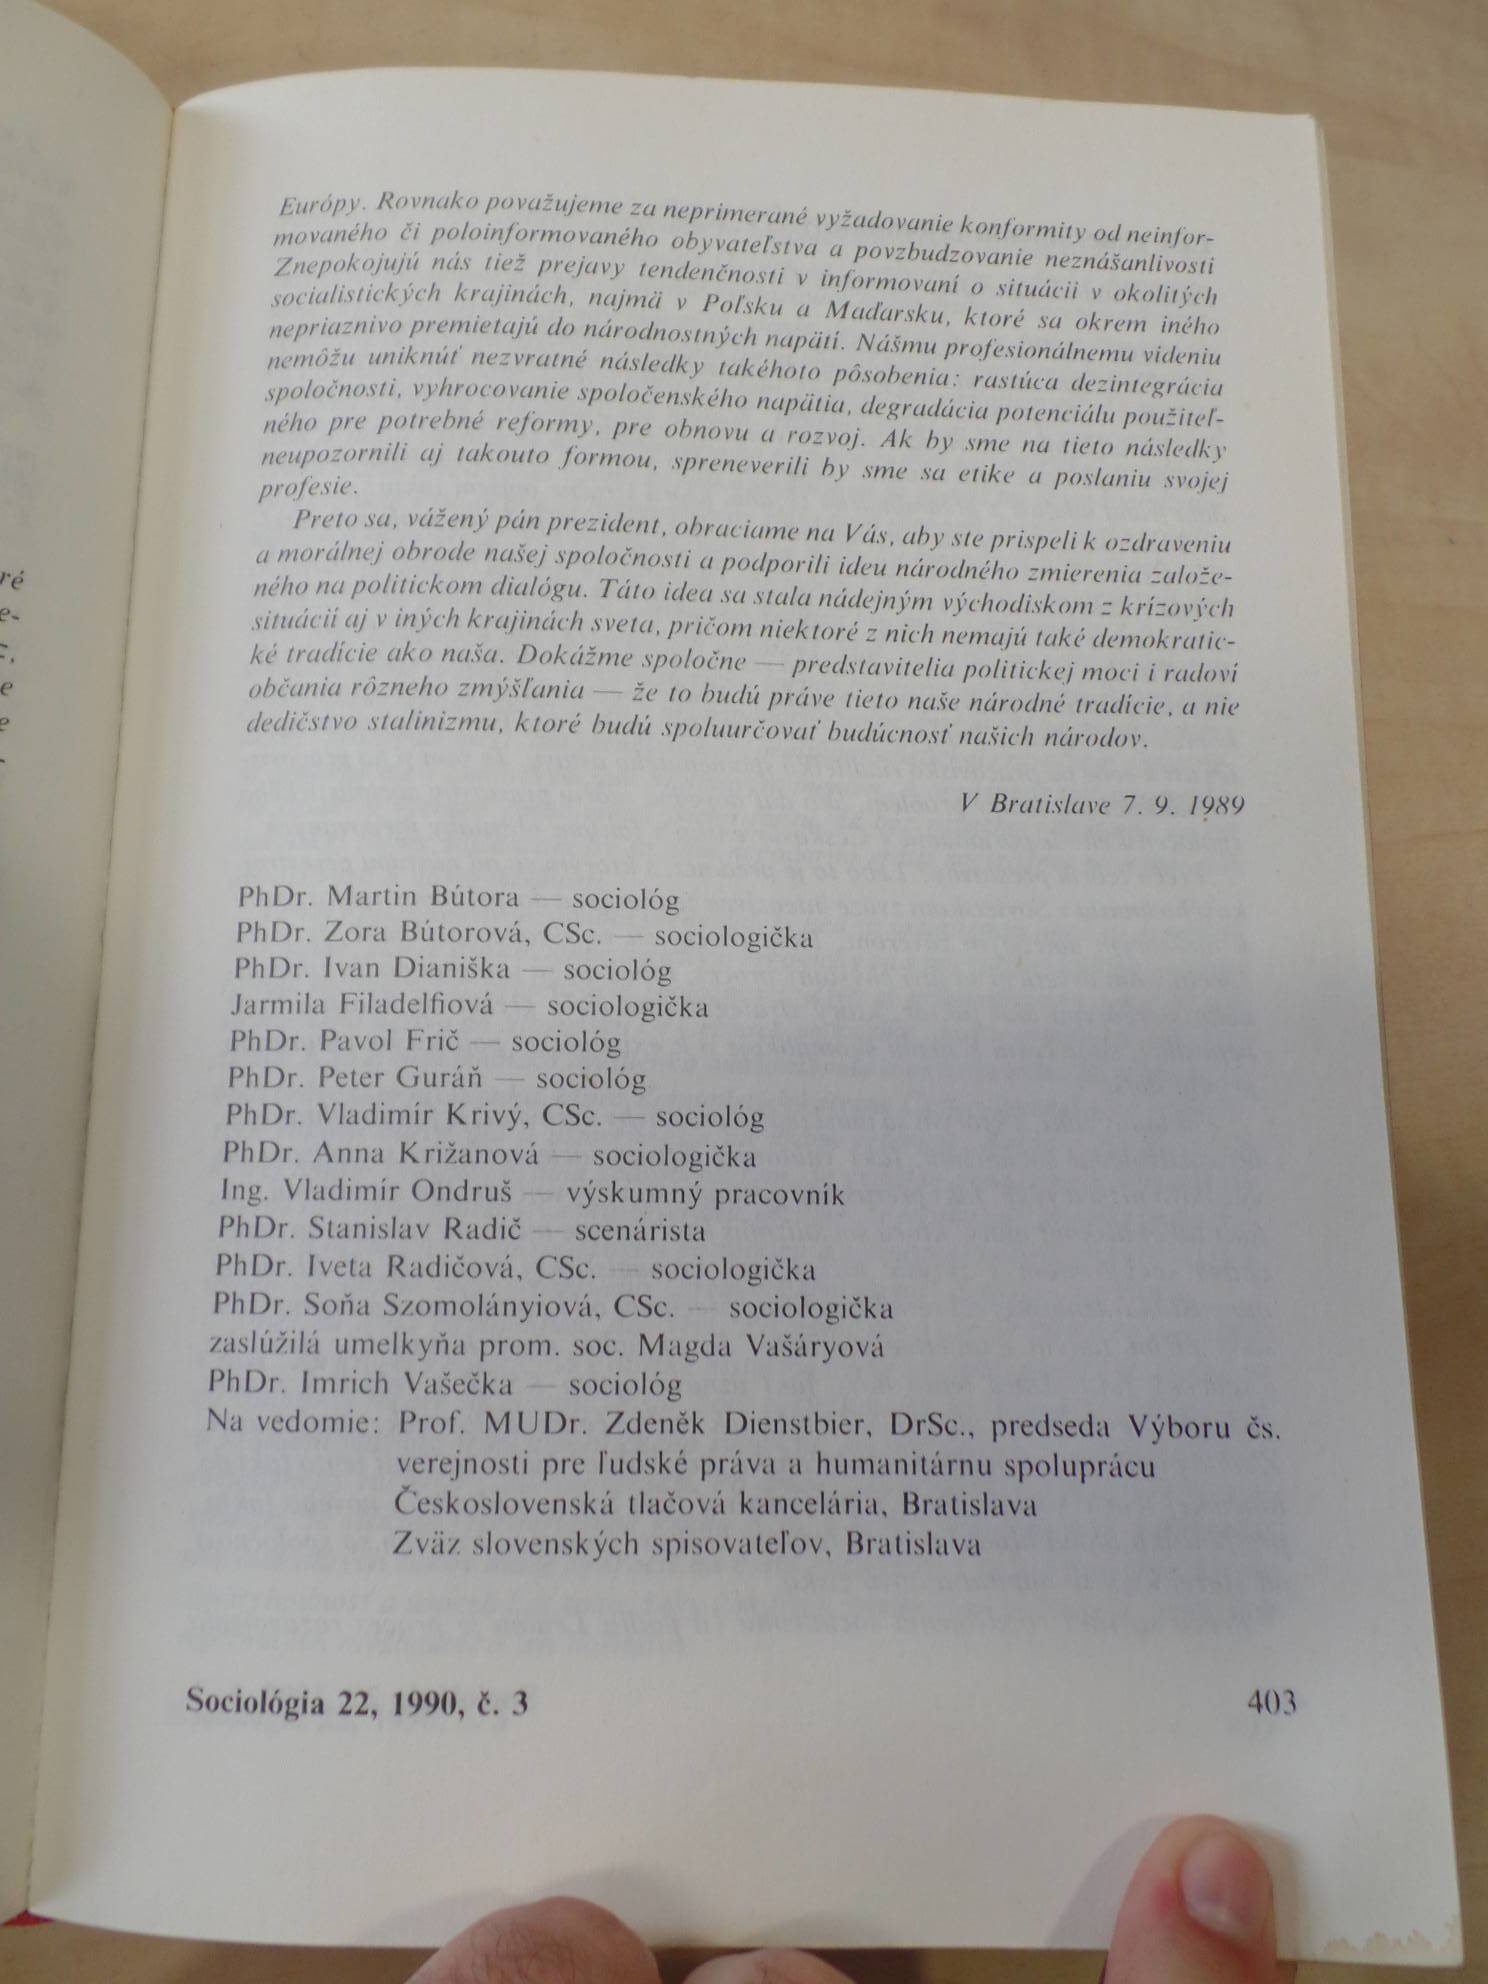 Európy. Rovnako považujeme za neprimerané vyžadovanie konformity od neinfor-
movaného či poloinformovaného obyvateľstva a povzbudzovanie neznášanlivosti
Znepokojujú nás tiež prejavy tendenčnosti v informovaní o situácii v okolitých
socialistických krajinách, najmä v Poľsku a Maďarsku, ktoré sa okrem iného
nepriaznivo premietajú do národnostných napätí. Nášmu profesionálnemu videniu
nemôžu uniknúť nezvratné následky takéhoto pôsobenia: rastúca dezintegrácia
spoločnosti, vyhrocovanie spoločenského napätia, degradácia potenciálu použiteľ-
ného pre potrebné reformy, pre obnovu a rozvoj. Ak by sme na tieto následky
neupozornili aj takouto formou, spreneverili by sme sa etike a poslaniu svojej
profesie.
Preto sa, vážený pán prezident, obraciame na Vás, aby ste prispeli k ozdraveniu
a morálnej obrode našej spoločnosti a podporili ideu národného zmierenia založe-
ného na politickom dialógu. Táto idea sa stala nádejným východiskom z krízových
situácií aj v iných krajinách sveta, pričom niektoré z nich nemajú také demokratic-
ké tradície ako naša. Dokážme spoločne — predstavitelia politickej moci i radoví
občania rôzneho zmýšľania — že to budú práve tieto naše národné tradície, a nie
dedičstvo stalinizmu, ktoré budú spoluurčovať budúcnosť našich národov.
V Bratislave 7. 9. 1989
PhDr. Martin Bútora — sociológ
PhDr. Zora Bútorová, CSc. — sociologička
PhDr. Ivan Dianiška — sociológ
Jarmila Filadelfiová — sociologička
PhDr. Pavol Frič — sociológ
PhDr. Peter Guráň — sociológ
PhDr. Vladimír Krivý, CSc. — sociológ
PhDr. Anna Križanová — sociologička
Ing. Vladimír Ondruš — výskumný pracovník
PhDr. Stanislav Radič — scenárista
PhDr. Iveta Radičová, CSc. — sociologička
PhDr. Soňa Szomolányiová, CSc. — sociologička
zaslúžilá umelkyňa prom. soc. Magda Vašáryová
PhDr. Imrich Vašečka — sociológ
Na vedomie: Prof. MUDr. Zdeněk Dienstbier, DrSc., predseda Výboru čs.
verejnosti pre ľudské práva a humanitárnu spoluprácu
Československá tlačová kancelária, Bratislava
Zväz slovenských spisovateľov, Bratislava
Sociológia 22, 1990, č. 3
403